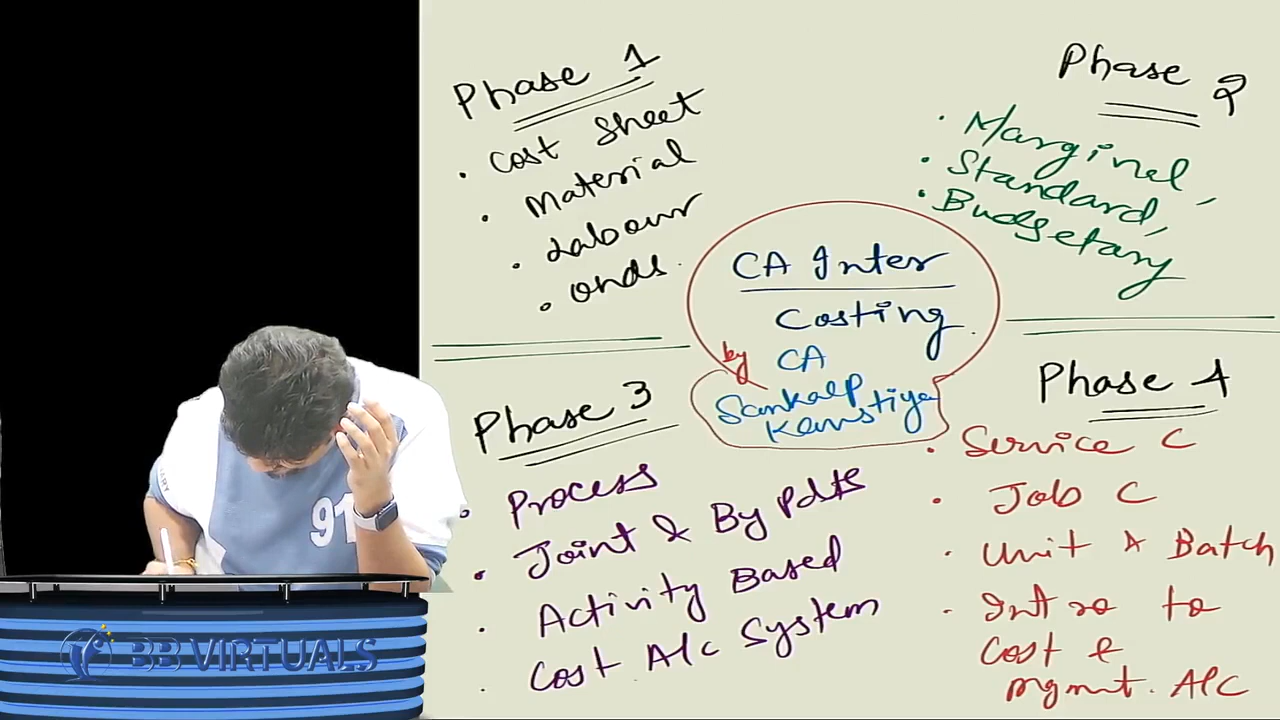 Phase 1
• Cost Sheet
• Material
• Labour
• OHDs.
Phase 2
• Marginal,
• Standard,
• Budgetary
CA Inter
Costing
by CA
Sankalp
Kanstiya
Phase 3
• Process
• Joint & By Pdts
• Activity Based
• Cost A/c System
Phase 4
• Service C
• Job C
• Unit & Batch
• Intro to
Cost &
Mgmt. A/C
91
BB VIRTUALS